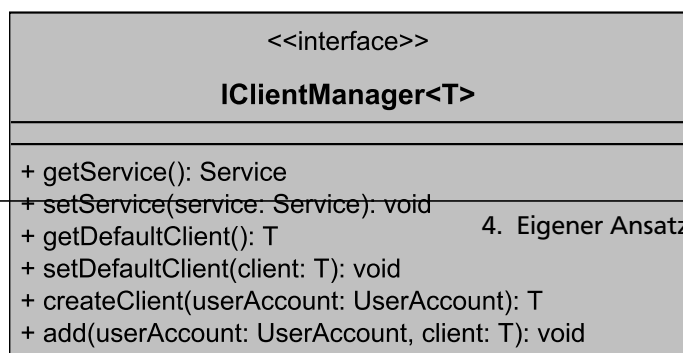 <<interface>>
IClientManager<T>
+ getService(): Service
+ setService(service: Service): void
4. Eigener Ansatz
+ getDefaultClient(): T
+ setDefaultClient(client: T): void
+ createClient(userAccount: UserAccount): T
+ add(userAccount: UserAccount, client: T): void